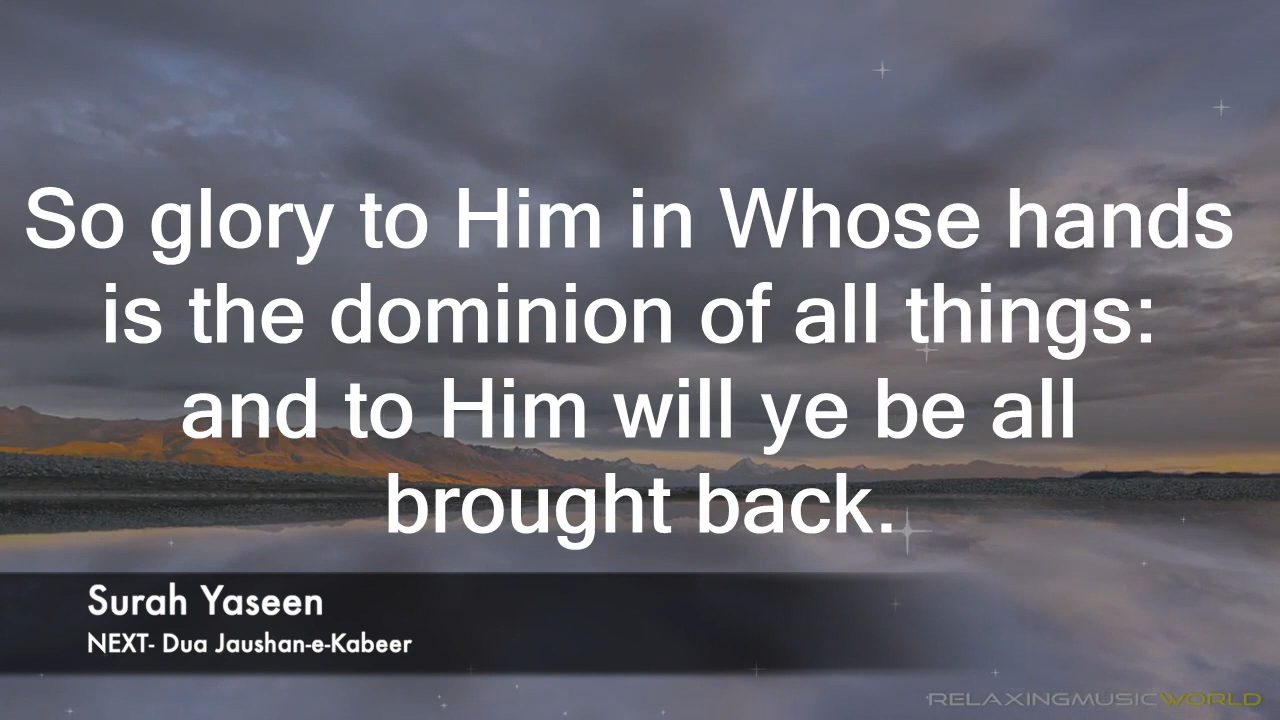 So glory to Him in Whose hands
is the dominion of all things:
and to Him will ye be all
brought back.
Surah Yaseen
NEXT- Dua Jaushan-e-Kabeer
RELAXINGMUSICWORLD